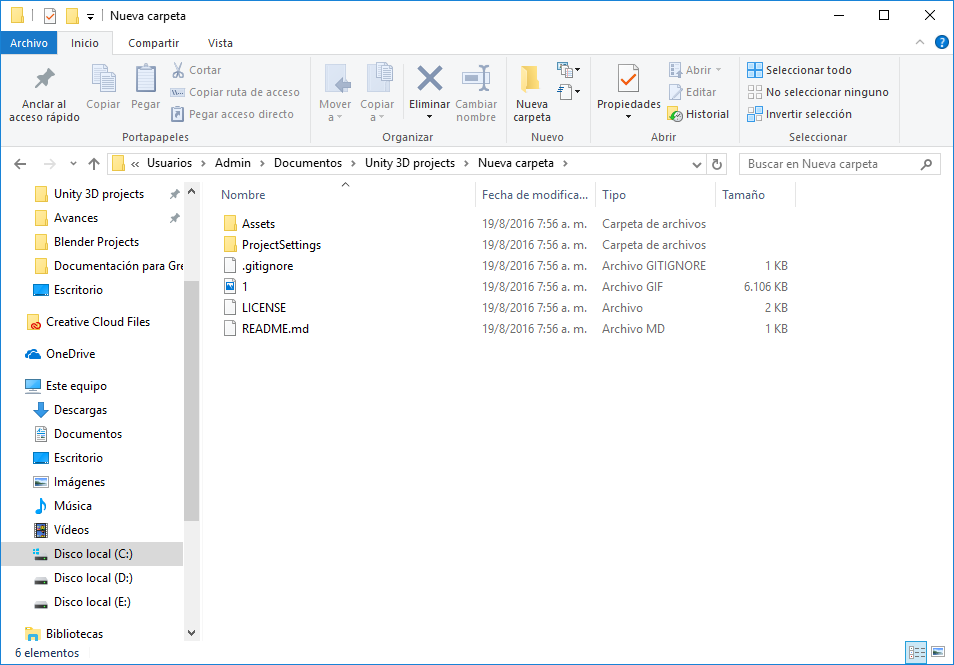 Nueva carpeta
Archivo Inicio Compartir Vista
Anclar al acceso rápido
Copiar
Pegar
Cortar
Copiar ruta de acceso
Pegar acceso directo
Portapapeles
Mover a
Copiar a
Eliminar
Cambiar nombre
Organizar
Nueva carpeta
Nuevo
Propiedades
Abrir
Editar
Historial
Abrir
Seleccionar todo
No seleccionar ninguno
Invertir selección
Seleccionar
« Usuarios > Admin > Documentos > Unity 3D projects > Nueva carpeta >
Buscar en Nueva carpeta
Unity 3D projects
Avances
Blender Projects
Documentación para Gre
Escritorio
Creative Cloud Files
OneDrive
Este equipo
Descargas
Documentos
Escritorio
Imágenes
Música
Vídeos
Disco local (C:)
Disco local (D:)
Disco local (E:)
Bibliotecas
Nombre Fecha de modifica... Tipo Tamaño
Assets 19/8/2016 7:56 a. m. Carpeta de archivos
ProjectSettings 19/8/2016 7:56 a. m. Carpeta de archivos
.gitignore 19/8/2016 7:56 a. m. Archivo GITIGNORE 1 KB
1 19/8/2016 7:56 a. m. Archivo GIF 6.106 KB
LICENSE 19/8/2016 7:56 a. m. Archivo 2 KB
README.md 19/8/2016 7:56 a. m. Archivo MD 1 KB
6 elementos